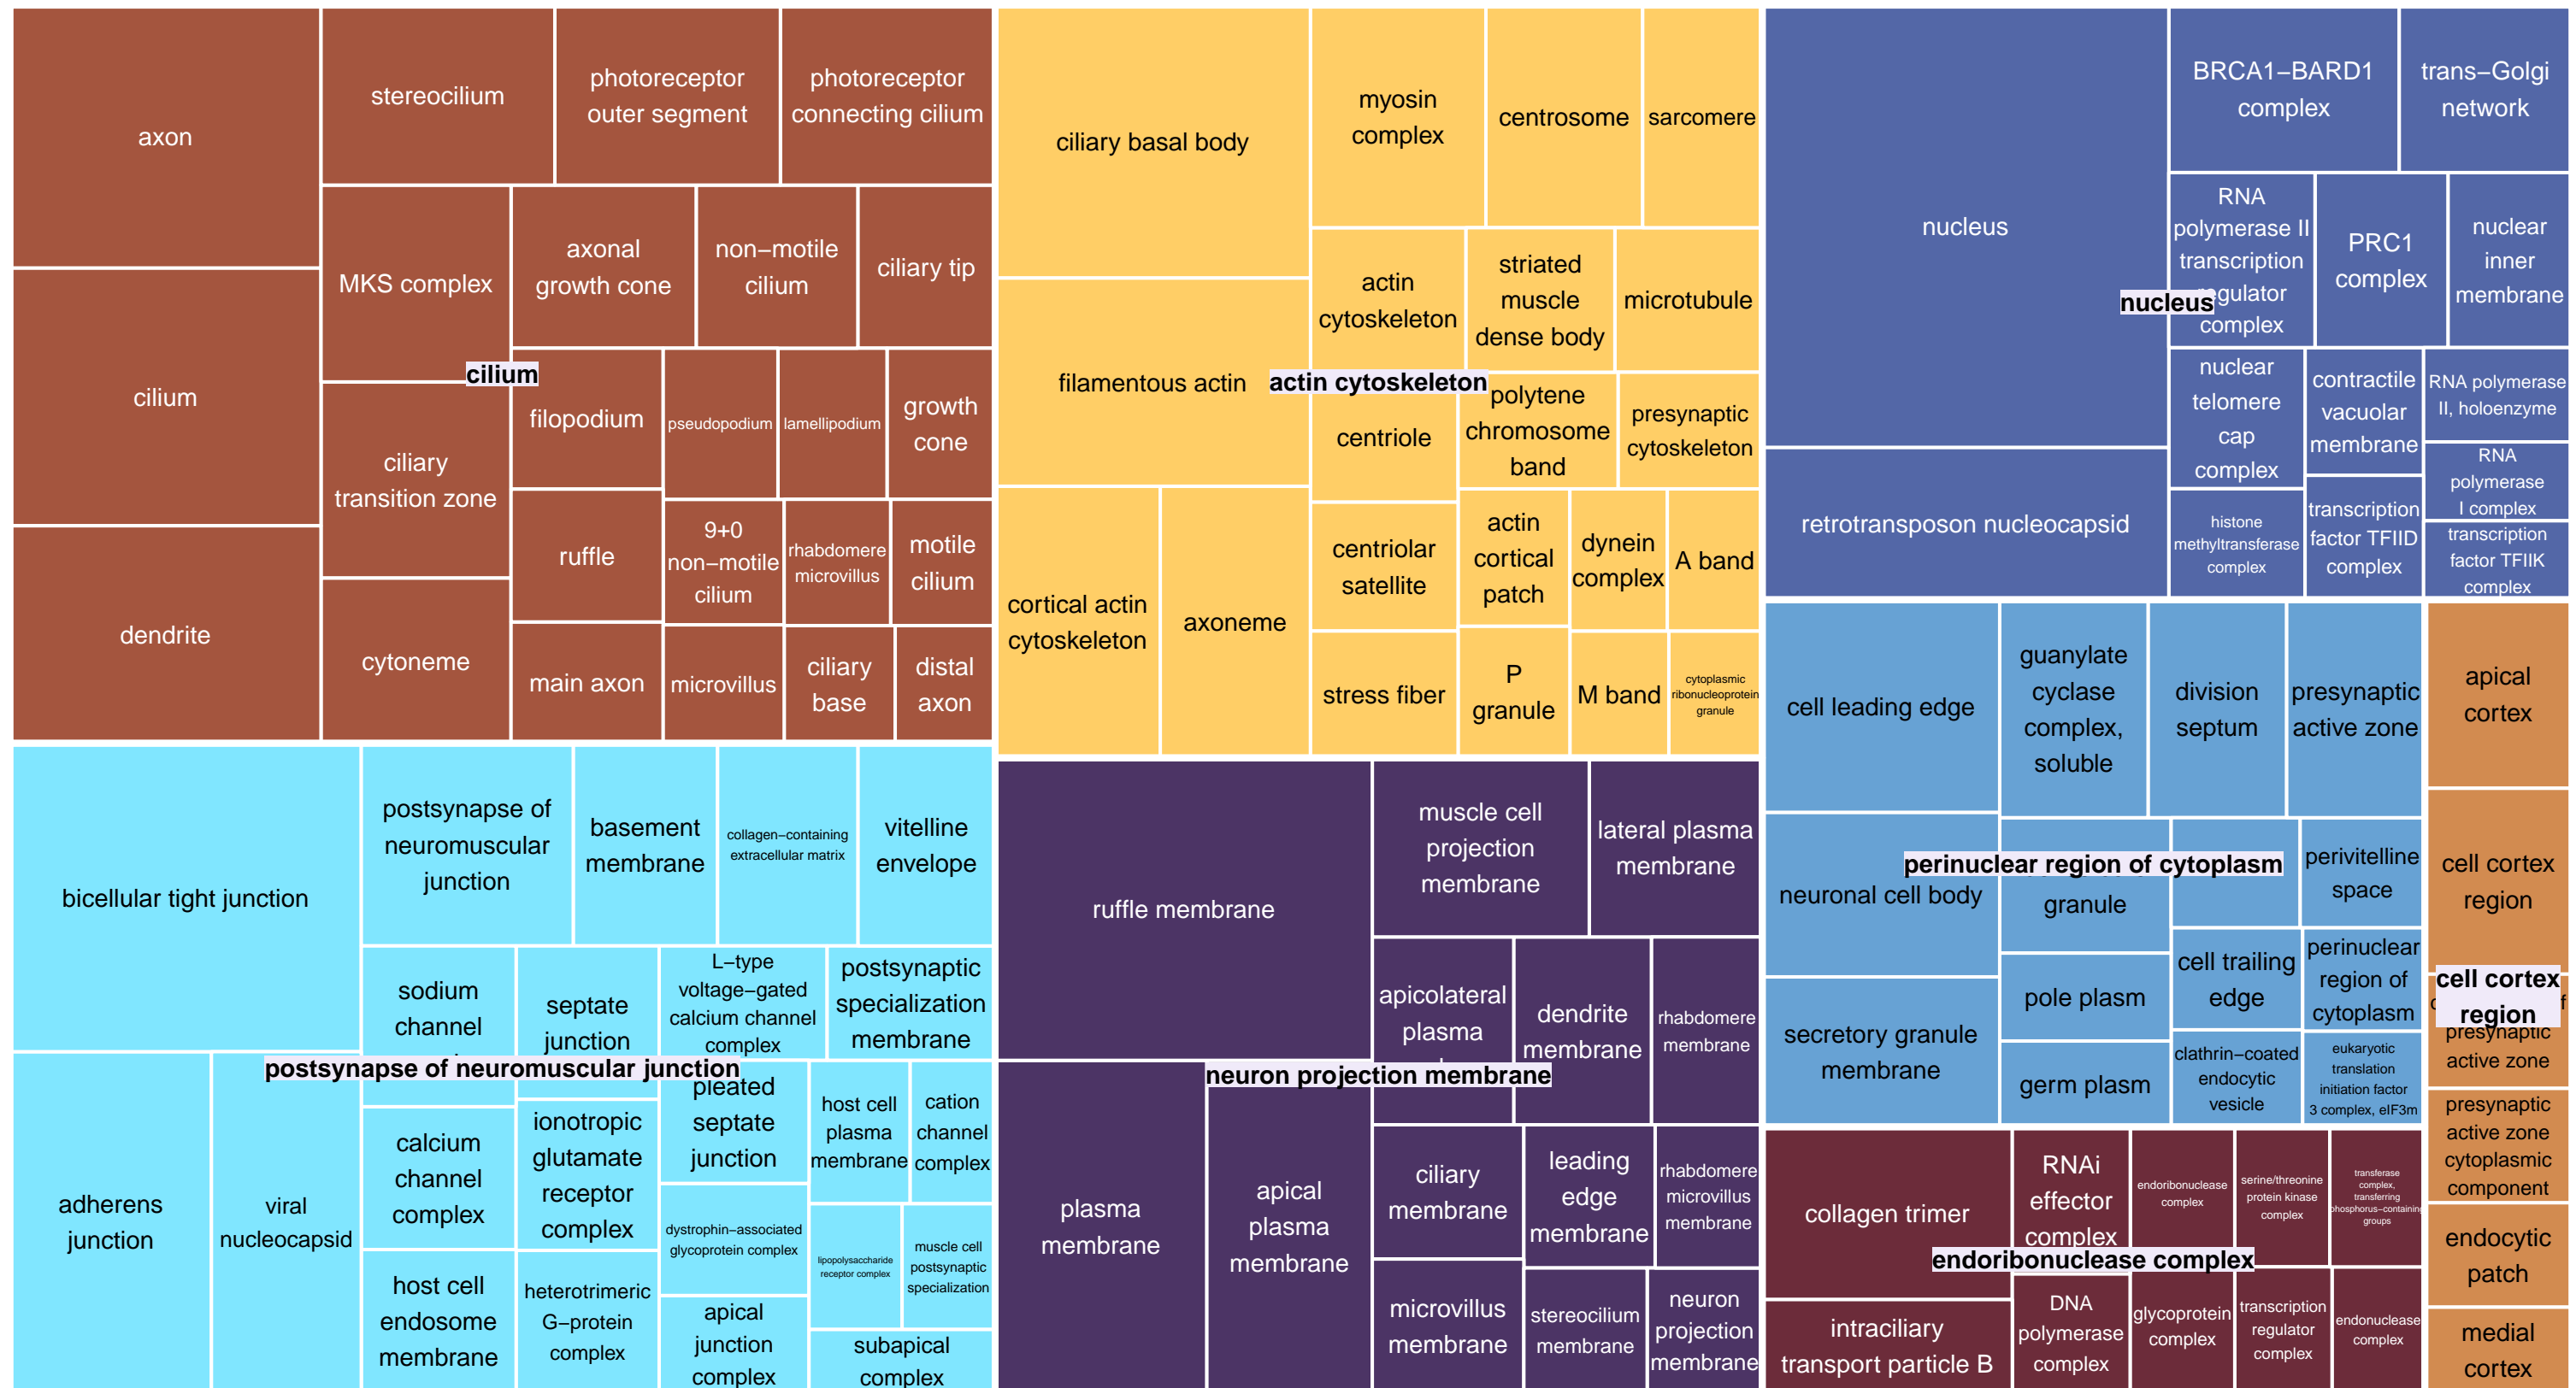 axon
cilium
dendrite
stereocilium
photoreceptor
outer segment
photoreceptor
connecting cilium
MKS complex
axonal
growth cone
non−motile
cilium
ciliary tip
cilium
ciliary
transition zone
filopodium
pseudopodium
lamellipodium
growth
cone
ruffle
9+0
non−motile
cilium
rhabdomere
microvillus
motile
cilium
cytoneme
main axon
microvillus
ciliary
base
distal
axon
ciliary basal body
filamentous actin
cortical actin
cytoskeleton
axoneme
myosin
complex
centrosome
sarcomere
actin
cytoskeleton
striated
muscle
dense body
microtubule
actin cytoskeleton
centriole
polytene
chromosome
band
presynaptic
cytoskeleton
centriolar
satellite
actin
cortical
patch
dynein
complex
A band
stress fiber
P
granule
M band
cytoplasmic
ribonucleoprotein
granule
nucleus
retrotransposon nucleocapsid
BRCA1−BARD1
complex
trans−Golgi
network
RNA
polymerase II
transcription
regulator
complex
PRC1
complex
nuclear
inner
membrane
nucleus
nuclear
telomere
cap
complex
contractile
vacuolar
membrane
RNA polymerase
II, holoenzyme
RNA
polymerase
I complex
histone
methyltransferase
complex
transcription
factor TFIID
complex
transcription
factor TFIIK
complex
bicellular tight junction
adherens
junction
viral
nucleocapsid
postsynapse of
neuromuscular
junction
basement
membrane
collagen−containing
extracellular matrix
vitelline
envelope
sodium
channel
septate
junction
L−type
voltage−gated
calcium channel
complex
postsynaptic
specialization
membrane
postsynapse of neuromuscular junction
calcium
channel
complex
ionotropic
glutamate
receptor
complex
pleated
septate
junction
host cell
plasma
membrane
cation
channel
complex
dystrophin−associated
glycoprotein complex
lipopolysaccharide
receptor complex
muscle cell
postsynaptic
specialization
host cell
endosome
membrane
heterotrimeric
G−protein
complex
apical
junction
complex
subapical
complex
ruffle membrane
plasma
membrane
apical
plasma
membrane
muscle cell
projection
membrane
lateral plasma
membrane
apicolateral
plasma
dendrite
membrane
rhabdomere
membrane
neuron projection membrane
ciliary
membrane
leading
edge
membrane
rhabdomere
microvillus
membrane
microvillus
membrane
stereocilium
membrane
neuron
projection
membrane
cell leading edge
neuronal cell body
secretory granule
membrane
guanylate
cyclase
complex,
soluble
division
septum
presynaptic
active zone
perinuclear region of cytoplasm
granule
perivitelline
space
pole plasm
cell trailing
edge
perinuclear
region of
cytoplasm
germ plasm
clathrin−coated
endocytic
vesicle
eukaryotic
translation
initiation factor
3 complex, eIF3m
apical
cortex
cell cortex
region
cell cortex
region
presynaptic
active zone
presynaptic
active zone
cytoplasmic
component
endocytic
patch
medial
cortex
collagen trimer
intraciliary
transport particle B
RNAi
effector
complex
endoribonuclease
complex
serine/threonine
protein kinase
complex
transferase
complex,
transferring
phosphorus−containing
groups
endoribonuclease complex
DNA
polymerase
complex
glycoprotein
complex
transcription
regulator
complex
endonuclease
complex